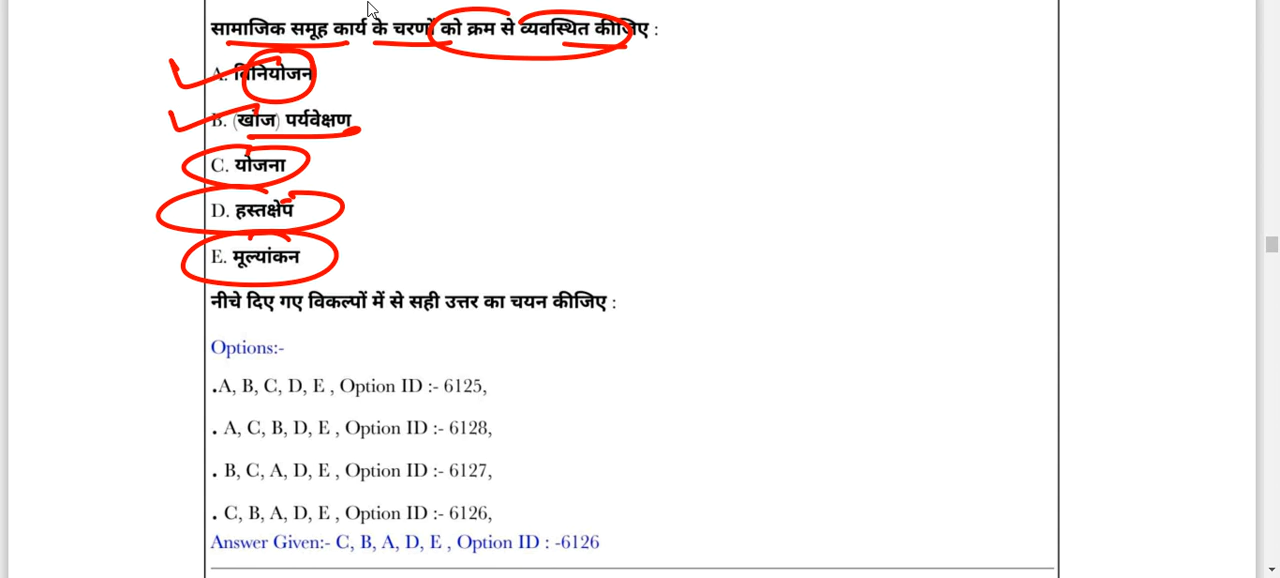 सामाजिक समूह कार्य के चरणों को क्रम से व्यवस्थित कीजिए :
A. विनियोजन
B. (खोज) पर्यवेक्षण
C. योजना
D. हस्तक्षेप
E. मूल्यांकन
नीचे दिए गए विकल्पों में से सही उत्तर का चयन कीजिए :
Options:-
.A, B, C, D, E , Option ID :- 6125,
. A, C, B, D, E , Option ID :- 6128,
. B, C, A, D, E , Option ID :- 6127,
. C, B, A, D, E , Option ID :- 6126,
Answer Given:- C, B, A, D, E , Option ID : -6126